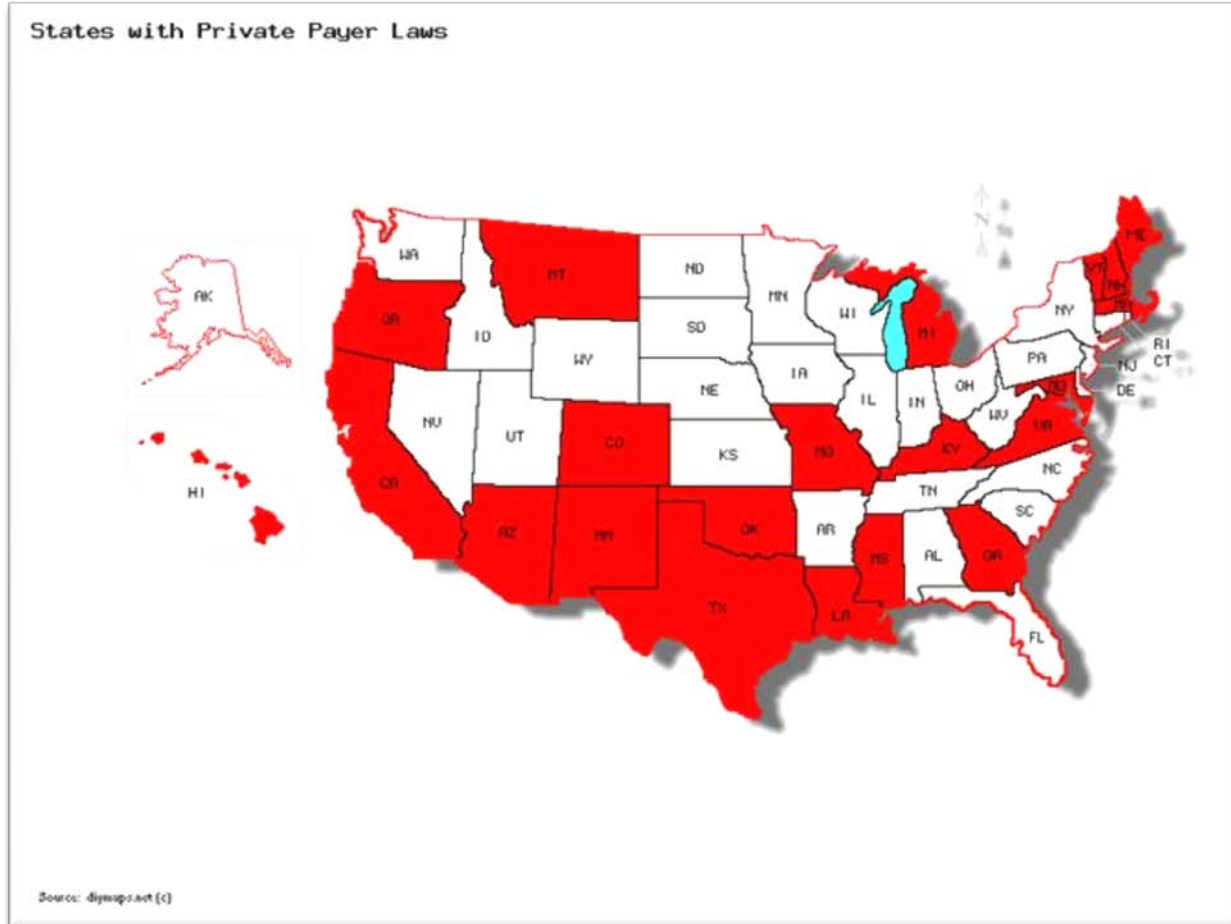 States with Private Payer Laws
N
ME
WA
MT
ND
MN
VT
NH
AK
OR
ID
SD
WI
MI
NY
MA
WY
RI
CT
IA
PA
NJ
NE
IL
IN
OH
DE
NV
UT
CO
KS
MO
WV
VA
MD
KY
HI
CA
NC
TN
SC
AZ
NM
OK
AR
MS
AL
GA
TX
LA
FL
Source: diymaps.net (c)